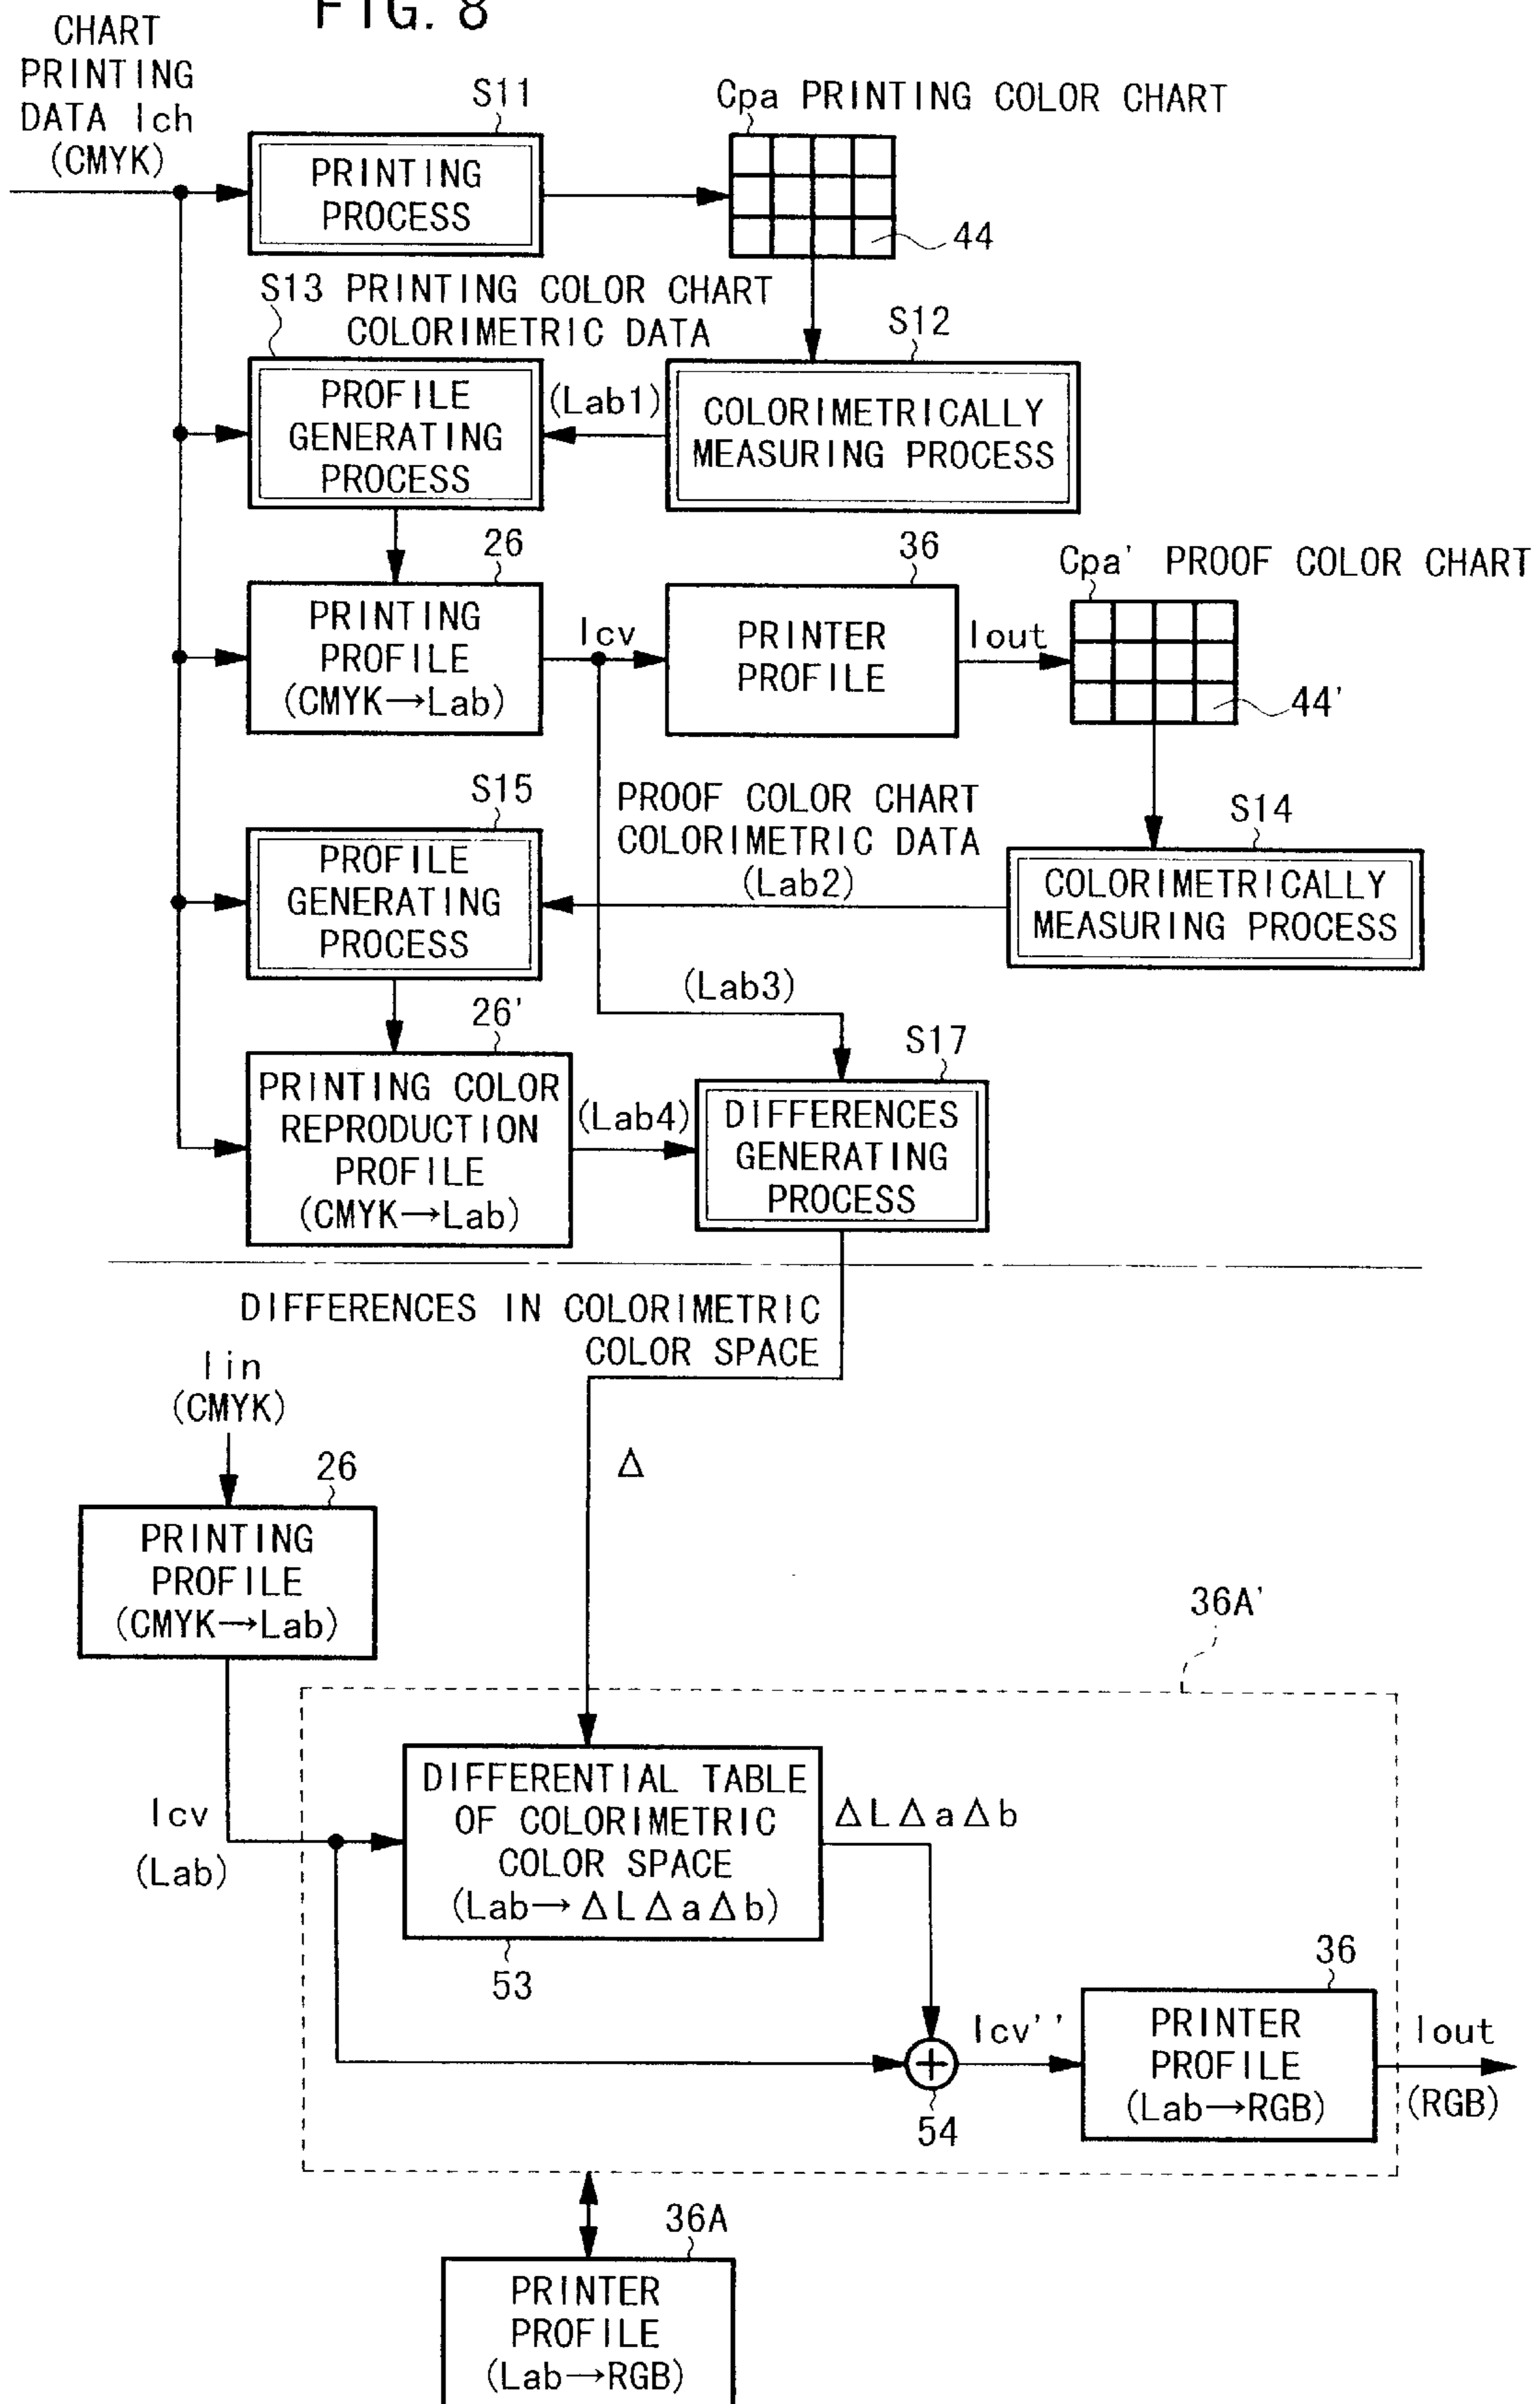 FIG. 8
CHART
PRINTING
DATA Ich
(CMYK)
S11
PRINTING
PROCESS
Cpa PRINTING COLOR CHART
44
S13 PRINTING COLOR CHART
COLORIMETRIC DATA
S12
PROFILE
GENERATING
PROCESS
(Lab1)
COLORIMETRICALLY
MEASURING PROCESS
26
PRINTING
PROFILE
(CMYK→Lab)
Icv
36
PRINTER
PROFILE
Iout
Cpa' PROOF COLOR CHART
44'
S15
PROFILE
GENERATING
PROCESS
PROOF COLOR CHART
COLORIMETRIC DATA
(Lab2)
S14
COLORIMETRICALLY
MEASURING PROCESS
(Lab3)
26'
PRINTING COLOR
REPRODUCTION
PROFILE
(CMYK→Lab)
(Lab4)
S17
DIFFERENCES
GENERATING
PROCESS
DIFFERENCES IN COLORIMETRIC
COLOR SPACE
Iin
(CMYK)
Δ
26
PRINTING
PROFILE
(CMYK→Lab)
36A'
Icv
(Lab)
DIFFERENTIAL TABLE
OF COLORIMETRIC
COLOR SPACE
(Lab→ΔLΔaΔb)
53
ΔLΔaΔb
54
Icv''
36
PRINTER
PROFILE
(Lab→RGB)
Iout
(RGB)
36A
PRINTER
PROFILE
(Lab→RGB)